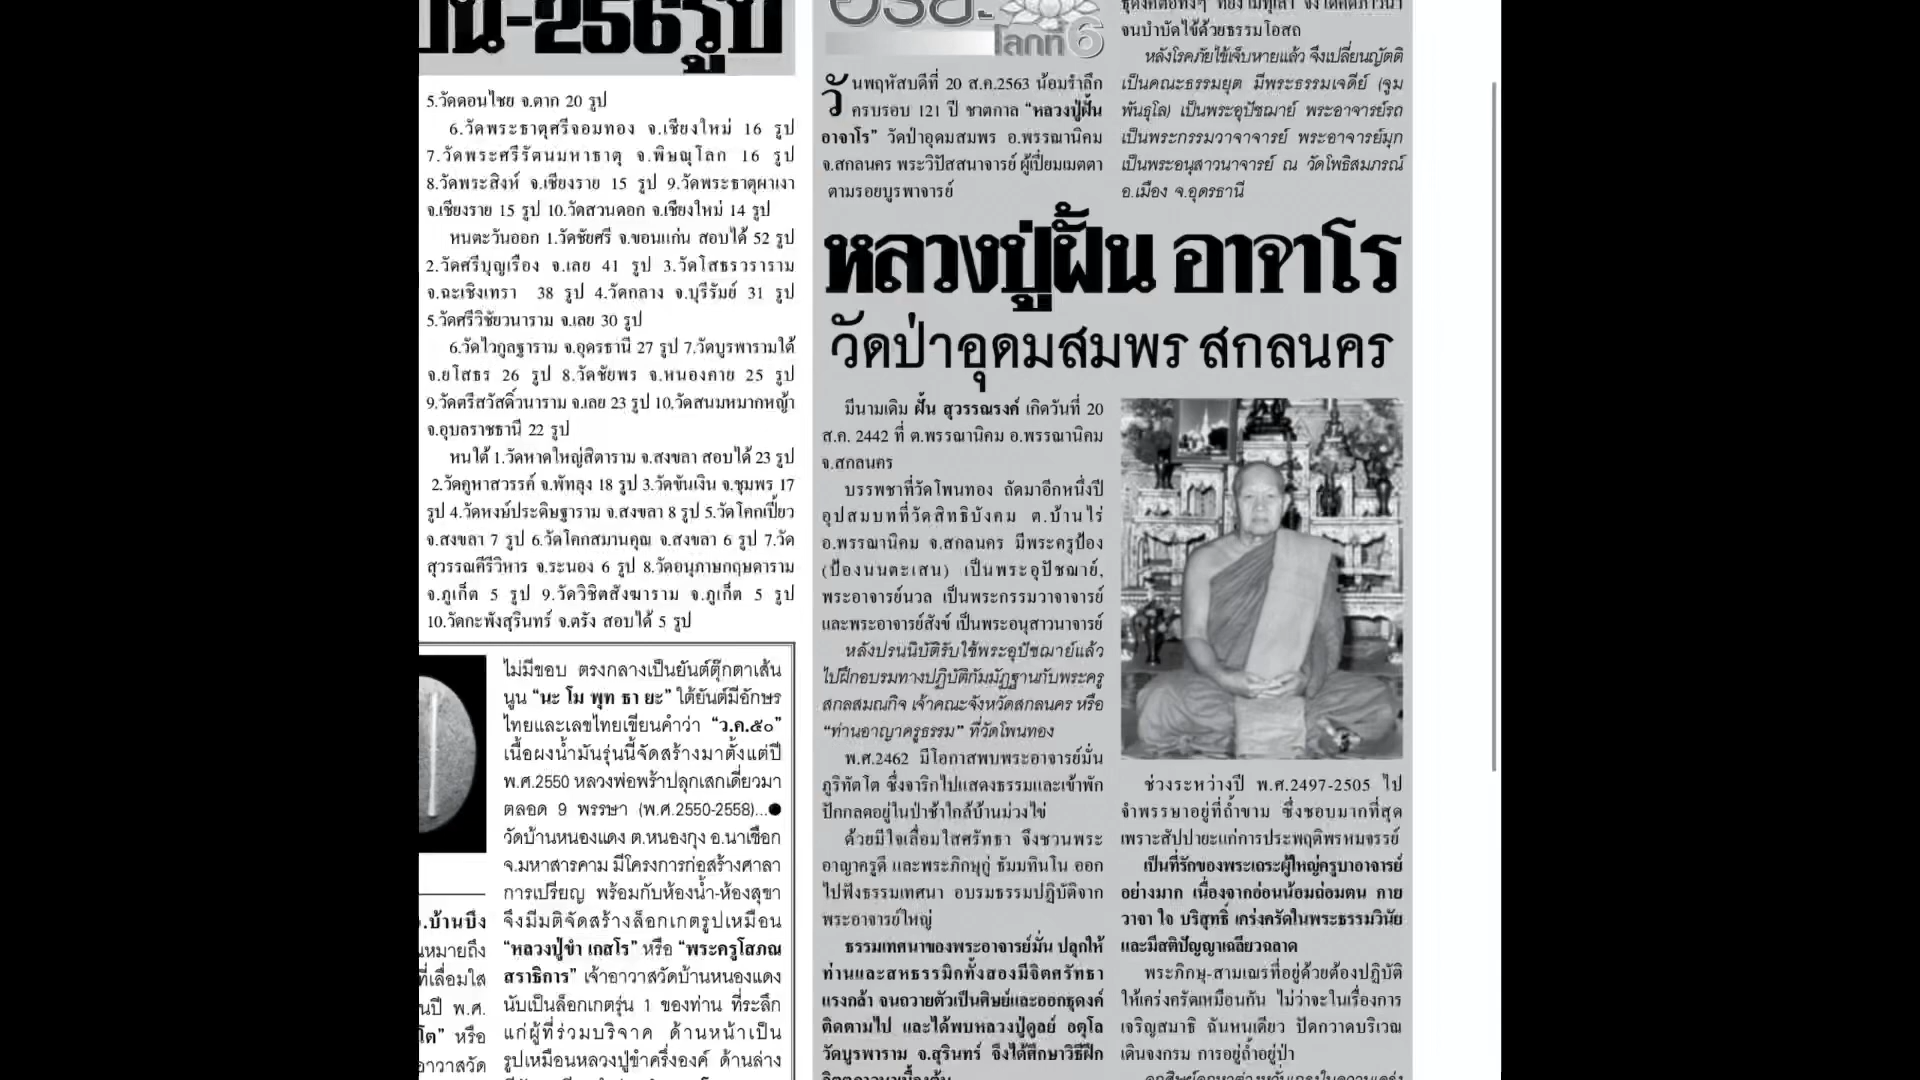 -256รูป
5.วัดดอนไชย จ.ตาก 20 รูป
6.วัดพระธาตุศรีจอมทอง จ.เชียงใหม่ 16 รูป
7.วัดพระศรีรัตนมหาธาตุ จ.พิษณุโลก 16 รูป
8.วัดพระสิงห์ จ.เชียงราย 15 รูป 9.วัดพระธาตุผาเงา
จ.เชียงราย 15 รูป 10.วัดสวนดอก จ.เชียงใหม่ 14 รูป
หนตะวันออก 1.วัดชัยศรี จ.ขอนแก่น สอบได้ 52 รูป
2.วัดศรีบุญเรือง จ.เลย 41 รูป 3.วัดโสธรวราราม
จ.ฉะเชิงเทรา 38 รูป 4.วัดกลาง จ.บุรีรัมย์ 31 รูป
5.วัดศรีวิชัยวนาราม จ.เลย 30 รูป
6.วัดไวกูลฐาราม จ.อุดรธานี 27 รูป 7.วัดบูรพารามใต้
จ.ยโสธร 26 รูป 8.วัดชัยพร จ.หนองคาย 25 รูป
9.วัดตรีสวัสดิ์วนาราม จ.เลย 23 รูป 10.วัดสนมหมากหญ้า
จ.อุบลราชธานี 22 รูป
หนใต้ 1.วัดหาดใหญ่สิตาราม จ.สงขลา สอบได้ 23 รูป
2.วัดคูหาสวรรค์ จ.พัทลุง 18 รูป 3.วัดขันเงิน จ.ชุมพร 17
รูป 4.วัดหงษ์ประดิษฐาราม จ.สงขลา 8 รูป 5.วัดโคกเปี้ยว
จ.สงขลา 7 รูป 6.วัดโคกสมานคุณ จ.สงขลา 6 รูป 7.วัด
สุวรรณคีรีวิหาร จ.ระนอง 6 รูป 8.วัดอนุภาษกฤษดาราม
จ.ภูเก็ต 5 รูป 9.วัดวิชิตสังฆาราม จ.ภูเก็ต 5 รูป
10.วัดกะพังสุรินทร์ จ.ตรัง สอบได้ 5 รูป
ไม่มีขอบ ตรงกลางเป็นยันต์ตุ๊กตาเส้น
นูน “นะ โม พุท ธา ยะ” ใต้ยันต์มีอักษร
ไทยและเลขไทยเขียนคำว่า “ว.ค.๕๐”
เนื้อผงน้ำมันรุ่นนี้จัดสร้างมาตั้งแต่ปี
พ.ศ.2550 หลวงพ่อพร้าปลุกเสกเดี่ยวมา
ตลอด 9 พรรษา (พ.ศ.2550-2558)...●
วัดบ้านหนองแดง ต.หนองกุง อ.นาเชือก
จ.มหาสารคาม มีโครงการก่อสร้างศาลา
การเปรียญ พร้อมกับห้องน้ำ-ห้องสุขา
จึงมีมติจัดสร้างล็อกเกตรูปเหมือน
“หลวงปู่ขำ เกสโร” หรือ “พระครูโสภณ
สราธิการ” เจ้าอาวาสวัดบ้านหนองแดง
นับเป็นล็อกเกตรุ่น 1 ของท่าน ที่ระลึก
แก่ผู้ที่ร่วมบริจาค ด้านหน้าเป็น
รูปเหมือนหลวงปู่ขำครึ่งองค์ ด้านล่าง
.บ้านบึง
หมายถึง
ที่เลื่อมใส
นปี พ.ศ.
โต” หรือ
อาวาสวัด
โลกที่ 6
วันพฤหัสบดีที่ 20 ส.ค.2563 น้อมรำลึก
ครบรอบ 121 ปี ชาตกาล “หลวงปู่ฝั้น
อาจาโร” วัดป่าอุดมสมพร อ.พรรณานิคม
จ.สกลนคร พระวิปัสสนาจารย์ ผู้เปี่ยมเมตตา
ตามรอยบูรพาจารย์
จนบำบัดไข้ด้วยธรรมโอสถ
หลังโรคภัยไข้เจ็บหายแล้ว จึงเปลี่ยนญัตติ
เป็นคณะธรรมยุต มีพระธรรมเจดีย์ (จูม
พันธุโล) เป็นพระอุปัชฌาย์ พระอาจารย์รถ
เป็นพระกรรมวาจาจารย์ พระอาจารย์มุก
เป็นพระอนุสาวนาจารย์ ณ วัดโพธิสมภรณ์
อ.เมือง จ.อุดรธานี
หลวงปู่ฝั้น อาจาโร
วัดป่าอุดมสมพร สกลนคร
มีนามเดิม ฝั้น สุวรรณรงค์ เกิดวันที่ 20
ส.ค. 2442 ที่ ต.พรรณานิคม อ.พรรณานิคม
จ.สกลนคร
บรรพชาที่วัดโพนทอง ถัดมาอีกหนึ่งปี
อุปสมบทที่วัดสิทธิบังคม ต.บ้านไร่
อ.พรรณานิคม จ.สกลนคร มีพระครูป้อง
(ป้องนนตะเสน) เป็นพระอุปัชฌาย์,
พระอาจารย์นวล เป็นพระกรรมวาจาจารย์
และพระอาจารย์สังข์ เป็นพระอนุสาวนาจารย์
หลังปรนนิบัติรับใช้พระอุปัชฌาย์แล้ว
ไปฝึกอบรมทางปฏิบัติกัมมัฏฐานกับพระครู
สกลสมณกิจ เจ้าคณะจังหวัดสกลนคร หรือ
“ท่านอาญาครูธรรม” ที่วัดโพนทอง
พ.ศ.2462 มีโอกาสพบพระอาจารย์มั่น
ภูริทัตโต ซึ่งจาริกไปแสดงธรรมและเข้าพัก
ปักกลดอยู่ในป่าช้าใกล้บ้านม่วงไข่
ด้วยมีใจเลื่อมใสศรัทธา จึงชวนพระ
อาญาครูดี และพระภิกษุกู่ ธัมมทินโน ออก
ไปฟังธรรมเทศนา อบรมธรรมปฏิบัติจาก
พระอาจารย์ใหญ่
ธรรมเทศนาของพระอาจารย์มั่น ปลุกให้
ท่านและสหธรรมิกทั้งสองมีจิตศรัทธา
แรงกล้า จนถวายตัวเป็นศิษย์และออกธุดงค์
ติดตามไป และได้พบหลวงปู่ดูลย์ อตุโล
วัดบูรพาราม จ.สุรินทร์ จึงได้ศึกษาวิธีฝึก
ช่วงระหว่างปี พ.ศ.2497-2505 ไป
จำพรรษาอยู่ที่ถ้ำขาม ซึ่งชอบมากที่สุด
เพราะสัปปายะแก่การประพฤติพรหมจรรย์
เป็นที่รักของพระเถระผู้ใหญ่ครูบาอาจารย์
อย่างมาก เนื่องจากอ่อนน้อมถ่อมตน กาย
วาจา ใจ บริสุทธิ์ เคร่งครัดในพระธรรมวินัย
และมีสติปัญญาเฉลียวฉลาด
พระภิกษุ-สามเณรที่อยู่ด้วยต้องปฏิบัติ
ให้เคร่งครัดเหมือนกัน ไม่ว่าจะในเรื่องการ
เจริญสมาธิ ฉันหนเดียว ปัดกวาดบริเวณ
เดินจงกรม การอยู่ถ้ำอยู่ป่า